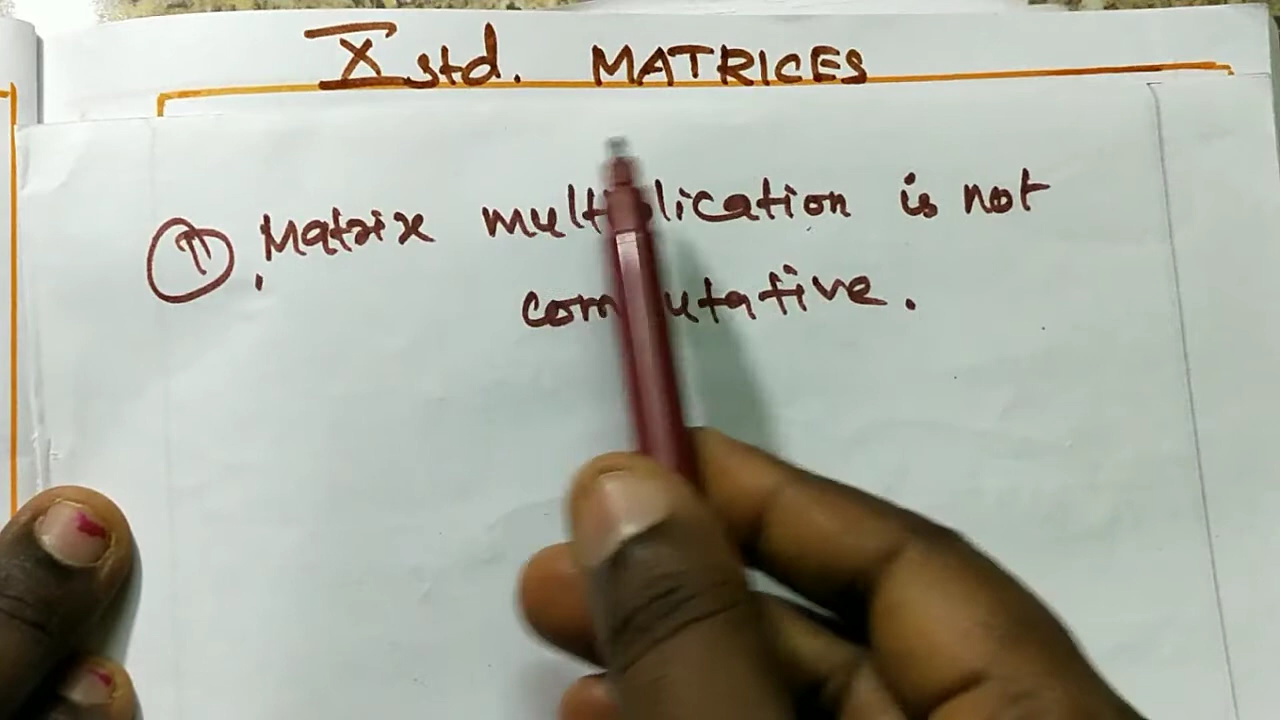 X std. MATRICES
1. Matrix multiplication is not
commutative.